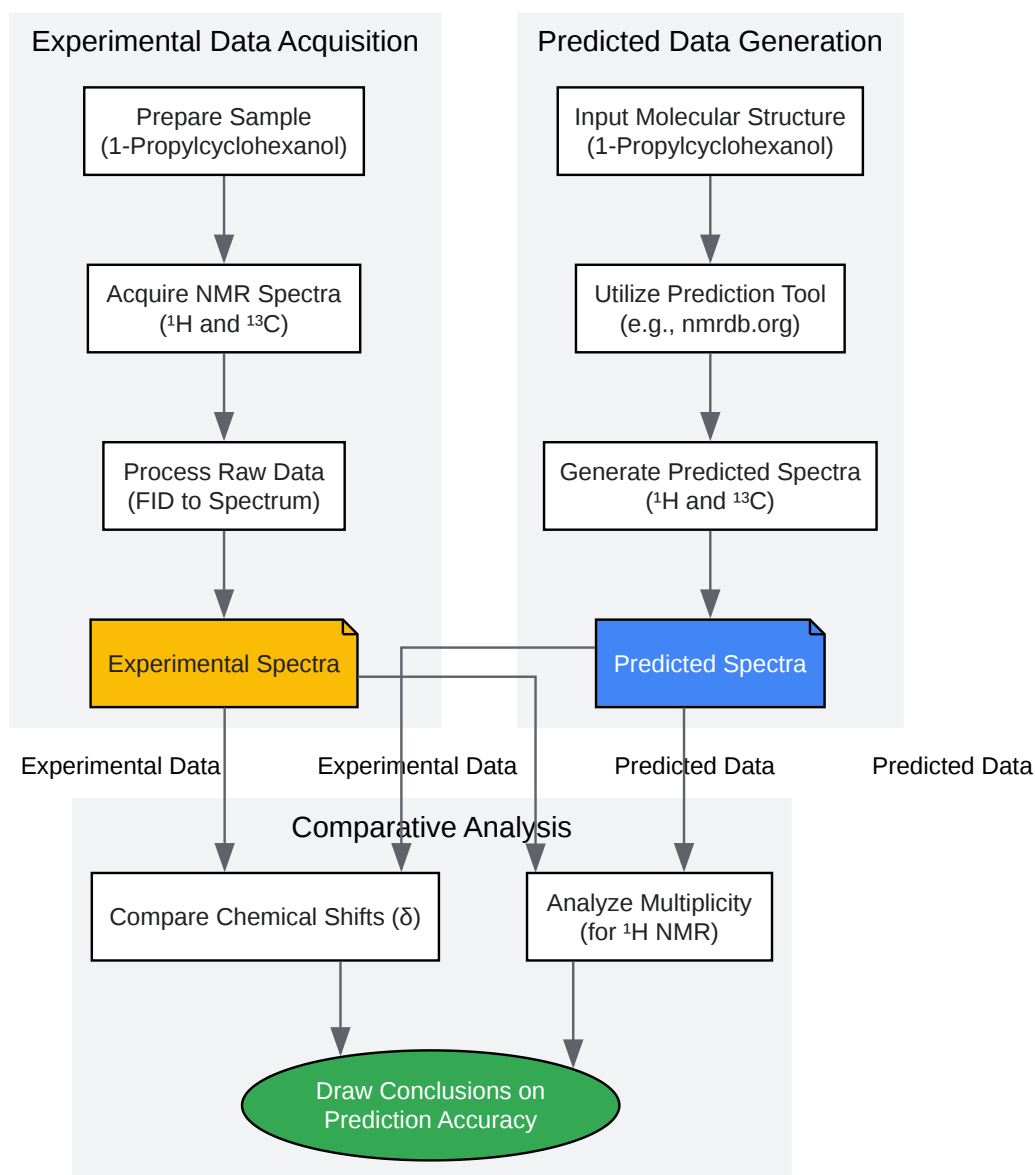 Experimental Data Acquisition
Prepare Sample
(1-Propylcyclohexanol)
Acquire NMR Spectra
(¹H and ¹³C)
Process Raw Data
(FID to Spectrum)
Experimental Spectra
Predicted Data Generation
Input Molecular Structure
(1-Propylcyclohexanol)
Utilize Prediction Tool
(e.g., nmrdb.org)
Generate Predicted Spectra
(¹H and ¹³C)
Predicted Spectra
Experimental Data
Experimental Data
Predicted Data
Predicted Data
Comparative Analysis
Compare Chemical Shifts (δ)
Analyze Multiplicity
(for ¹H NMR)
Draw Conclusions on
Prediction Accuracy